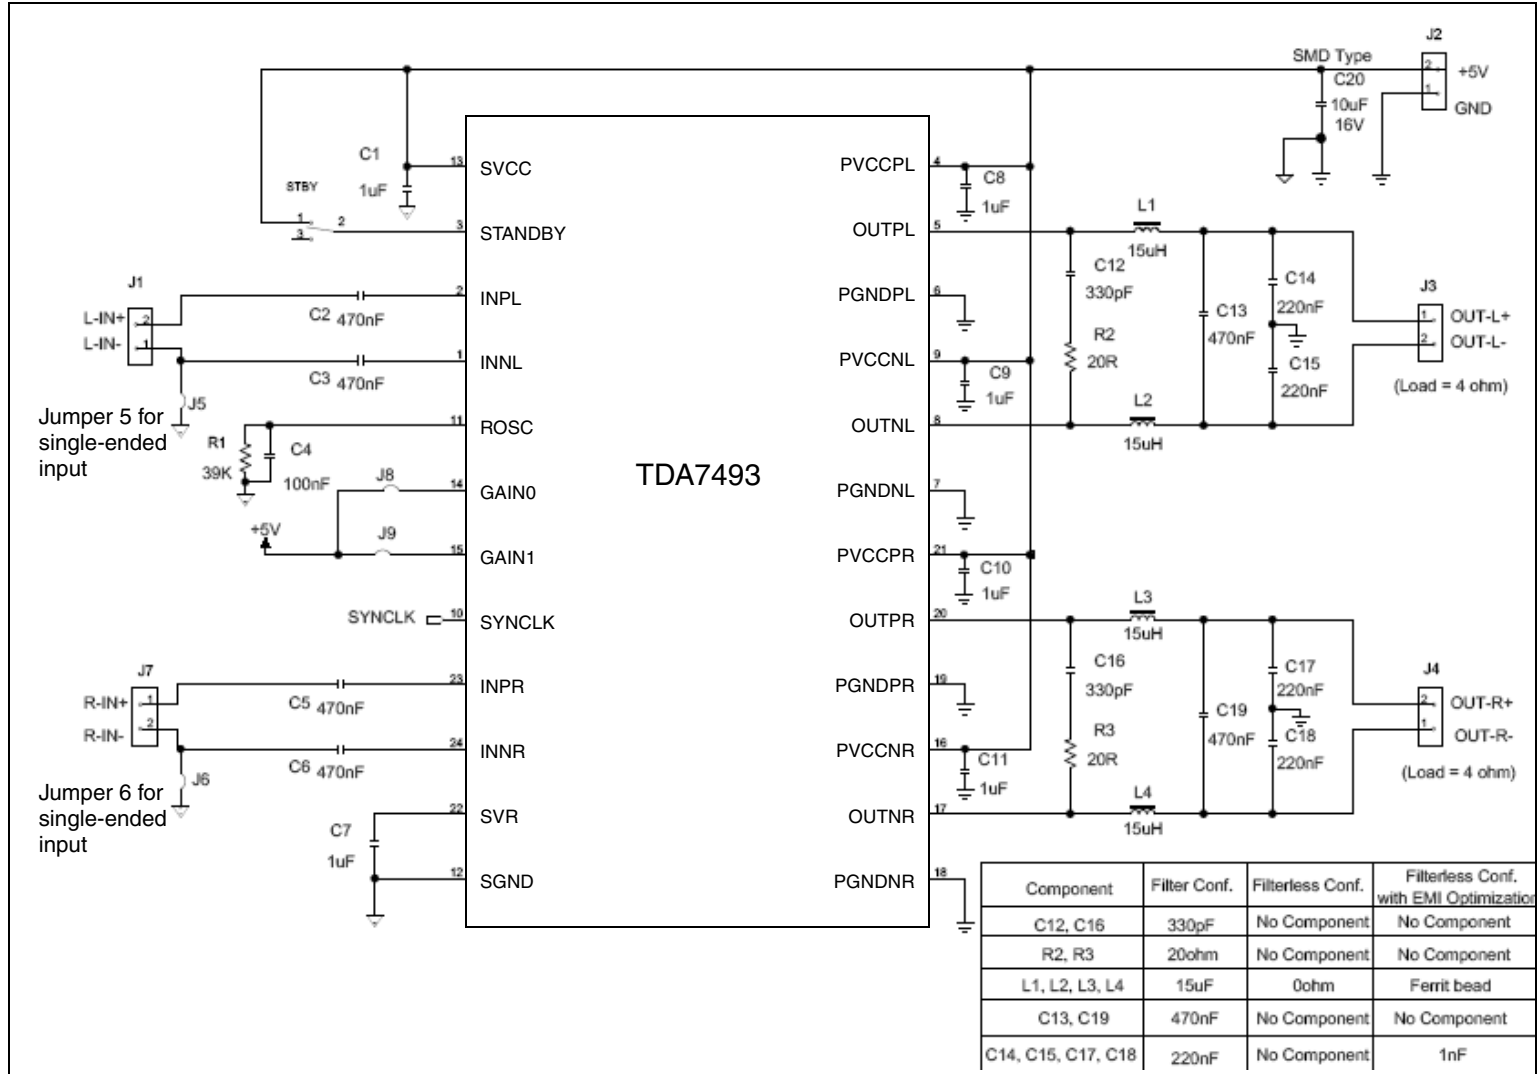 J2
SMD Type
C20
10uF
16V
2
+5V
1
GND
C1
1uF
STBY
1
2
3
13
SVCC
3
STANDBY
J1
L-IN+
2
L-IN-
1
C2 470nF
2
INPL
C3 470nF
1
INNL
J5
Jumper 5 for
single-ended
input
R1
39K
C4
100nF
11
ROSC
J8
14
GAIN0
+5V
J9
15
GAIN1
SYNCLK
10
SYNCLK
J7
R-IN+
1
R-IN-
2
C5 470nF
23
INPR
C6 470nF
24
INNR
J6
Jumper 6 for
single-ended
input
C7
1uF
22
SVR
12
SGND
TDA7493
PVCCPL
4
C8
1uF
OUTPL
5
PGNDPL
6
PVCCNL
9
C9
1uF
OUTNL
8
PGNDNL
7
PVCCPR
21
C10
1uF
OUTPR
20
PGNDPR
19
PVCCNR
16
C11
1uF
OUTNR
17
PGNDNR
18
L1
15uH
C12
330pF
R2
20R
L2
15uH
C13
470nF
C14
220nF
C15
220nF
J3
1
OUT-L+
2
OUT-L-
(Load = 4 ohm)
L3
15uH
C16
330pF
R3
20R
L4
15uH
C19
470nF
C17
220nF
C18
220nF
J4
2
OUT-R+
1
OUT-R-
(Load = 4 ohm)
Component Filter Conf. Filterless Conf. Filterless Conf. with EMI Optimization
C12, C16 330pF No Component No Component
R2, R3 20ohm No Component No Component
L1, L2, L3, L4 15uF 0ohm Ferrit bead
C13, C19 470nF No Component No Component
C14, C15, C17, C18 220nF No Component 1nF